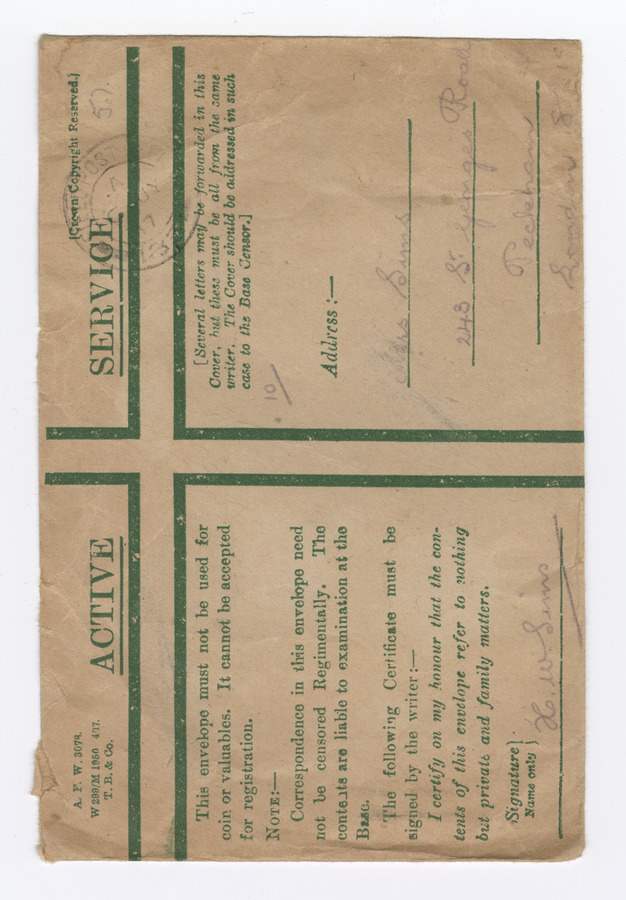 A. F. W. 3078.
W 299/M 1950 4/17.
T. B. & Co.
ACTIVE SERVICE
[Crown Copyright Reserved.]
57.
This envelope must not be used for
coin or valuables. It cannot be accepted
for registration.
NOTE:—
Correspondence in this envelope need
not be censored Regimentally. The
contents are liable to examination at the
Base.
The following Certificate must be
signed by the writer:—
I certify on my honour that the con-
tents of this envelope refer to nothing
but private and family matters.
Signature
Name only
H. W Sims
[Several letters may be forwarded in this
Cover, but these must be all from the same
writer. The Cover should be addressed in such
case to the Base Censor.]
10/
Address:—
Sims
243 St Georges Road
Peckham
London S.E. 15